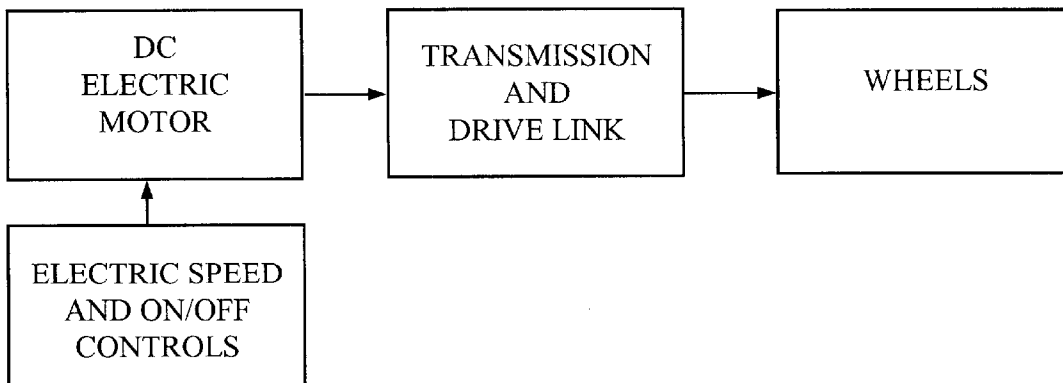 DC
ELECTRIC
MOTOR
TRANSMISSION
AND
DRIVE LINK
WHEELS
ELECTRIC SPEED
AND ON/OFF
CONTROLS